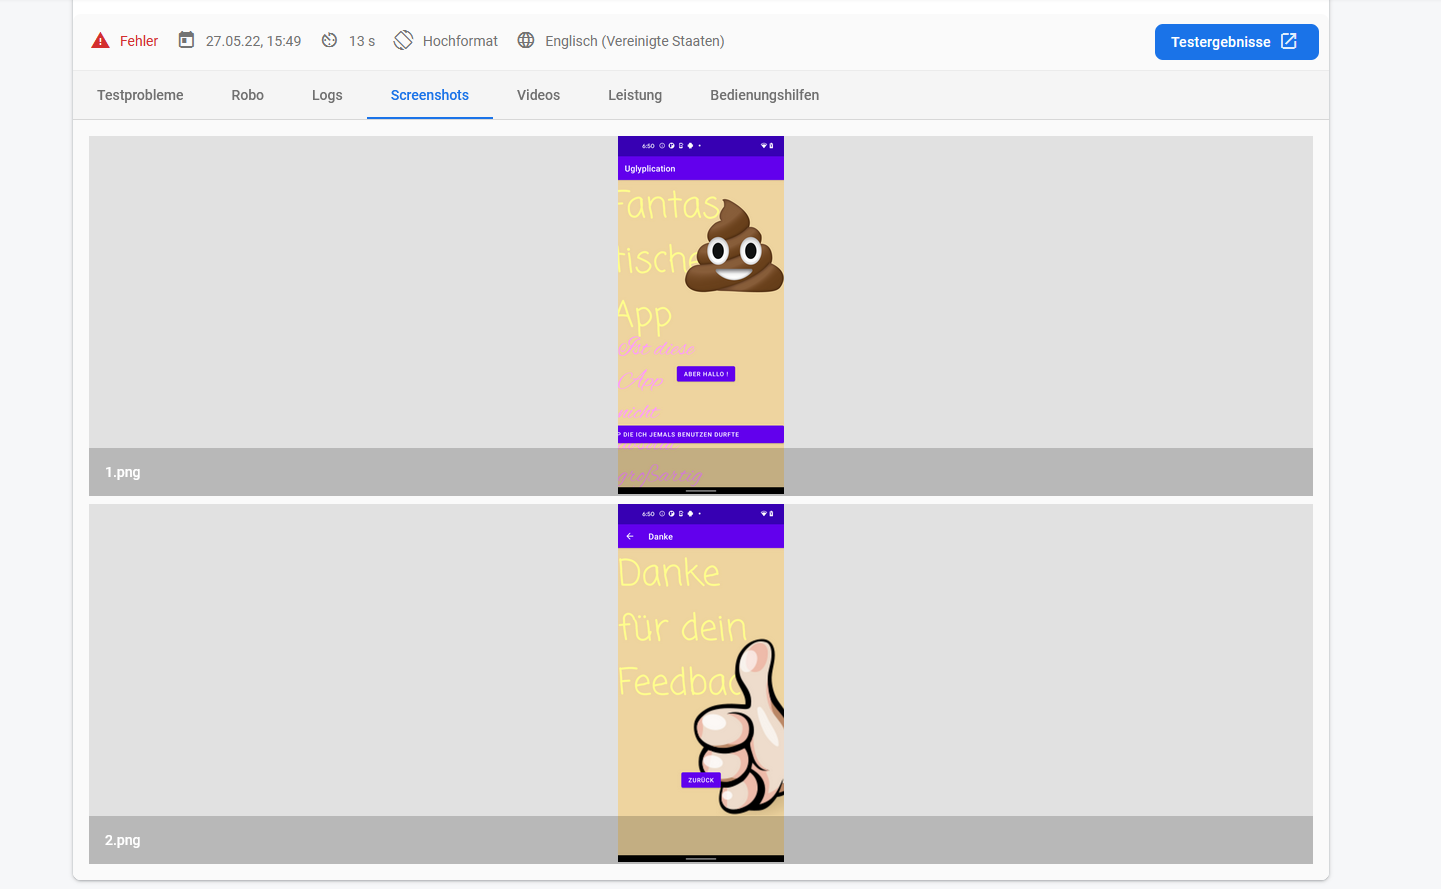 Fehler 27.05.22, 15:49 13 s Hochformat Englisch (Vereinigte Staaten) Testergebnisse
Testprobleme Robo Logs Screenshots Videos Leistung Bedienungshilfen
6:50
Uglyplication
Fantas
tische
App
Ist diese
App
ABER HALLO !
nicht
P DIE ICH JEMALS BENUTZEN DURFTE
großartig
1.png
6:50
Danke
Danke
für dein
Feedbac
ZURÜCK
2.png